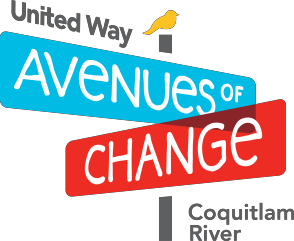 United Way
AVENUES OF
CHANGE
Coquitlam
River